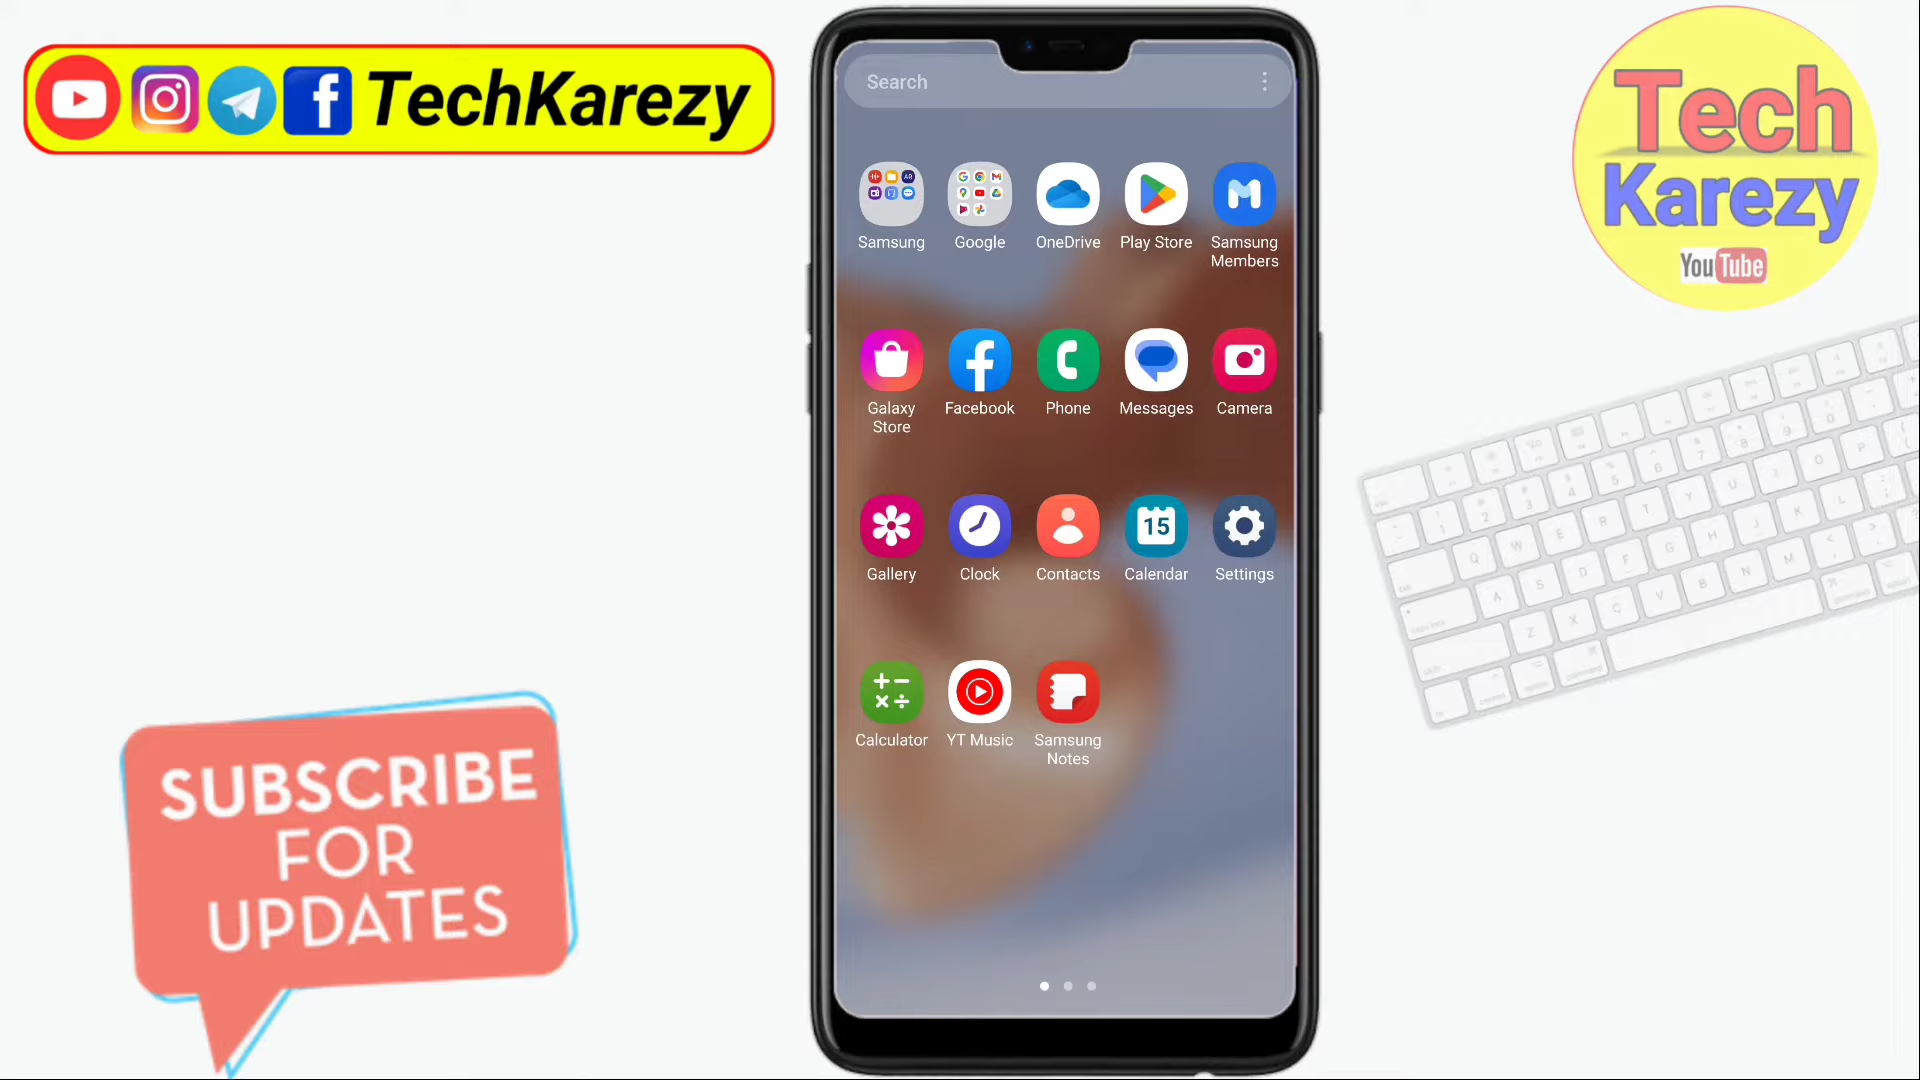 TechKarezy
Tech
Karezy
YouTube
Search
Samsung
Google
OneDrive
Play Store
Samsung
Members
Galaxy
Store
Facebook
Phone
Messages
Camera
Gallery
Clock
Contacts
15
Calendar
Settings
Calculator
YT Music
Samsung
Notes
SUBSCRIBE
FOR
UPDATES